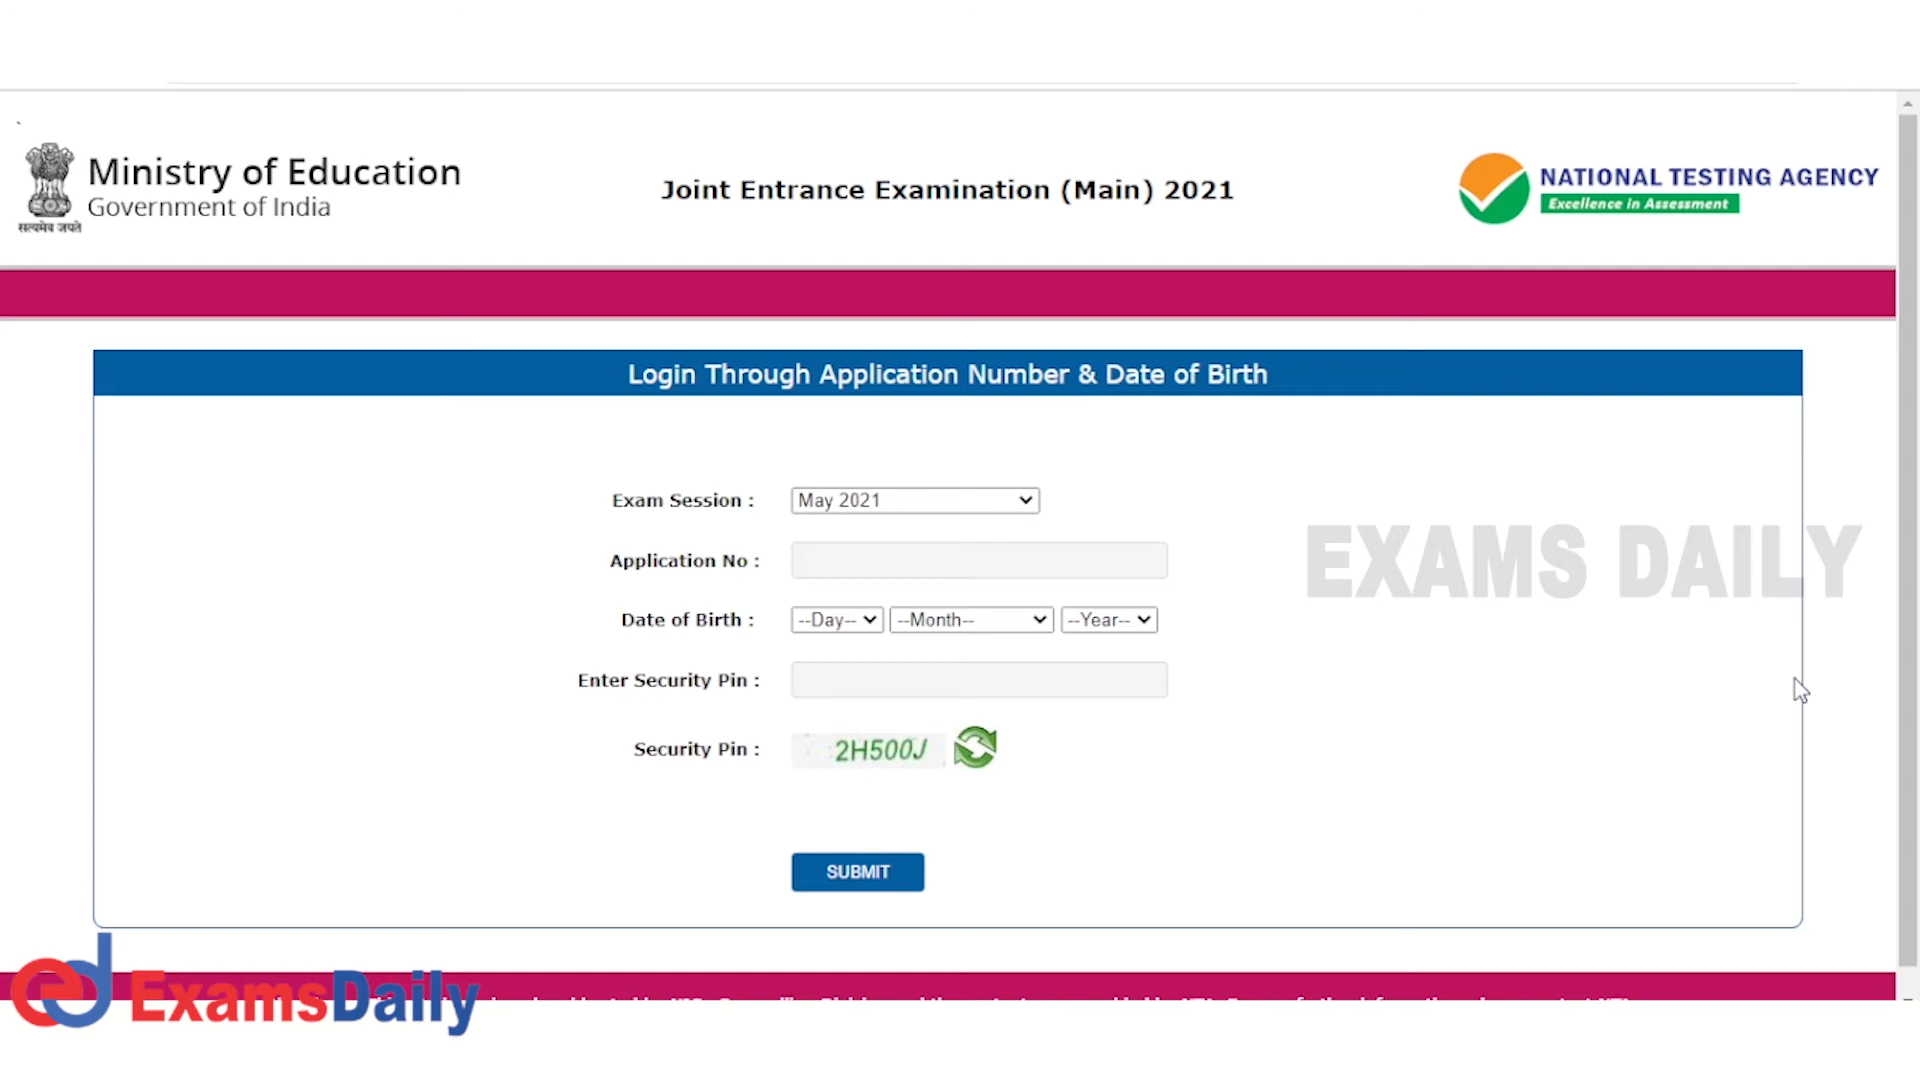 Ministry of Education
Government of India
सत्यमेव जयते
Joint Entrance Examination (Main) 2021
NATIONAL TESTING AGENCY
Excellence in Assessment
Login Through Application Number & Date of Birth
Exam Session : May 2021
Application No :
EXAMS DAILY
Date of Birth : --Day-- --Month-- --Year--
Enter Security Pin :
Security Pin : 2H500J
SUBMIT
ExamsDaily